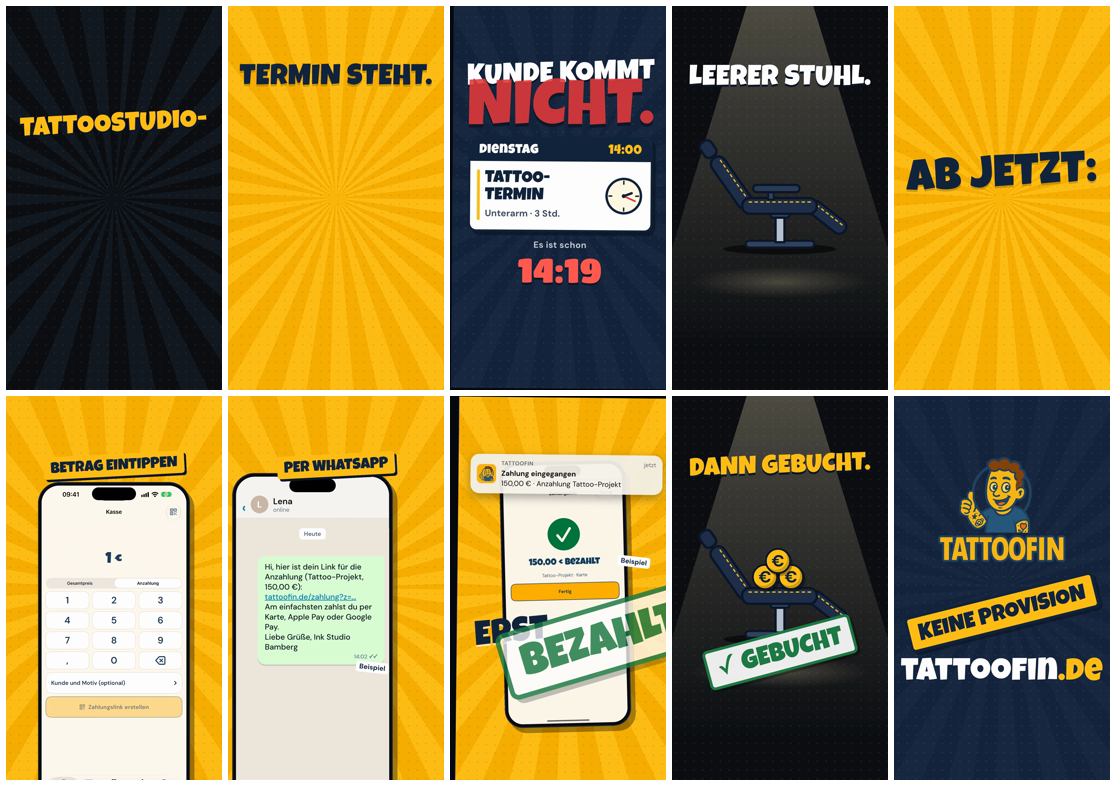 TATTOOSTUDIO-
TERMIN STEHT.
KUNDE KOMMT
NICHT.
DIENSTAG 14:00
TATTOO-
TERMIN
Unterarm · 3 Std.
Es ist schon
14:19
LEERER STUHL.
AB JETZT:
BETRAG EINTIPPEN
09:41
Kasse
1 €
Gesamtpreis Anzahlung
1 2 3
4 5 6
7 8 9
, 0
Kunde und Motiv (optional)
Zahlungslink erstellen
PER WHATSAPP
L Lena
online
Heute
Hi, hier ist dein Link für die
Anzahlung (Tattoo-Projekt,
150,00 €):
tattoofin.de/zahlung?z=...
Am einfachsten zahlst du per
Karte, Apple Pay oder Google
Pay.
Liebe Grüße, Ink Studio
Bamberg
14:02
Beispiel
TATTOOFIN jetzt
Zahlung eingegangen
150,00 € · Anzahlung Tattoo-Projekt
150,00 € BEZAHLT
Tattoo-Projekt · Karte
Beispiel
Fertig
ERST
BEZAHLT
DANN GEBUCHT.
€
€ €
✓ GEBUCHT
TATTOOFIN
KEINE PROVISION
TATTOOFIN.DE